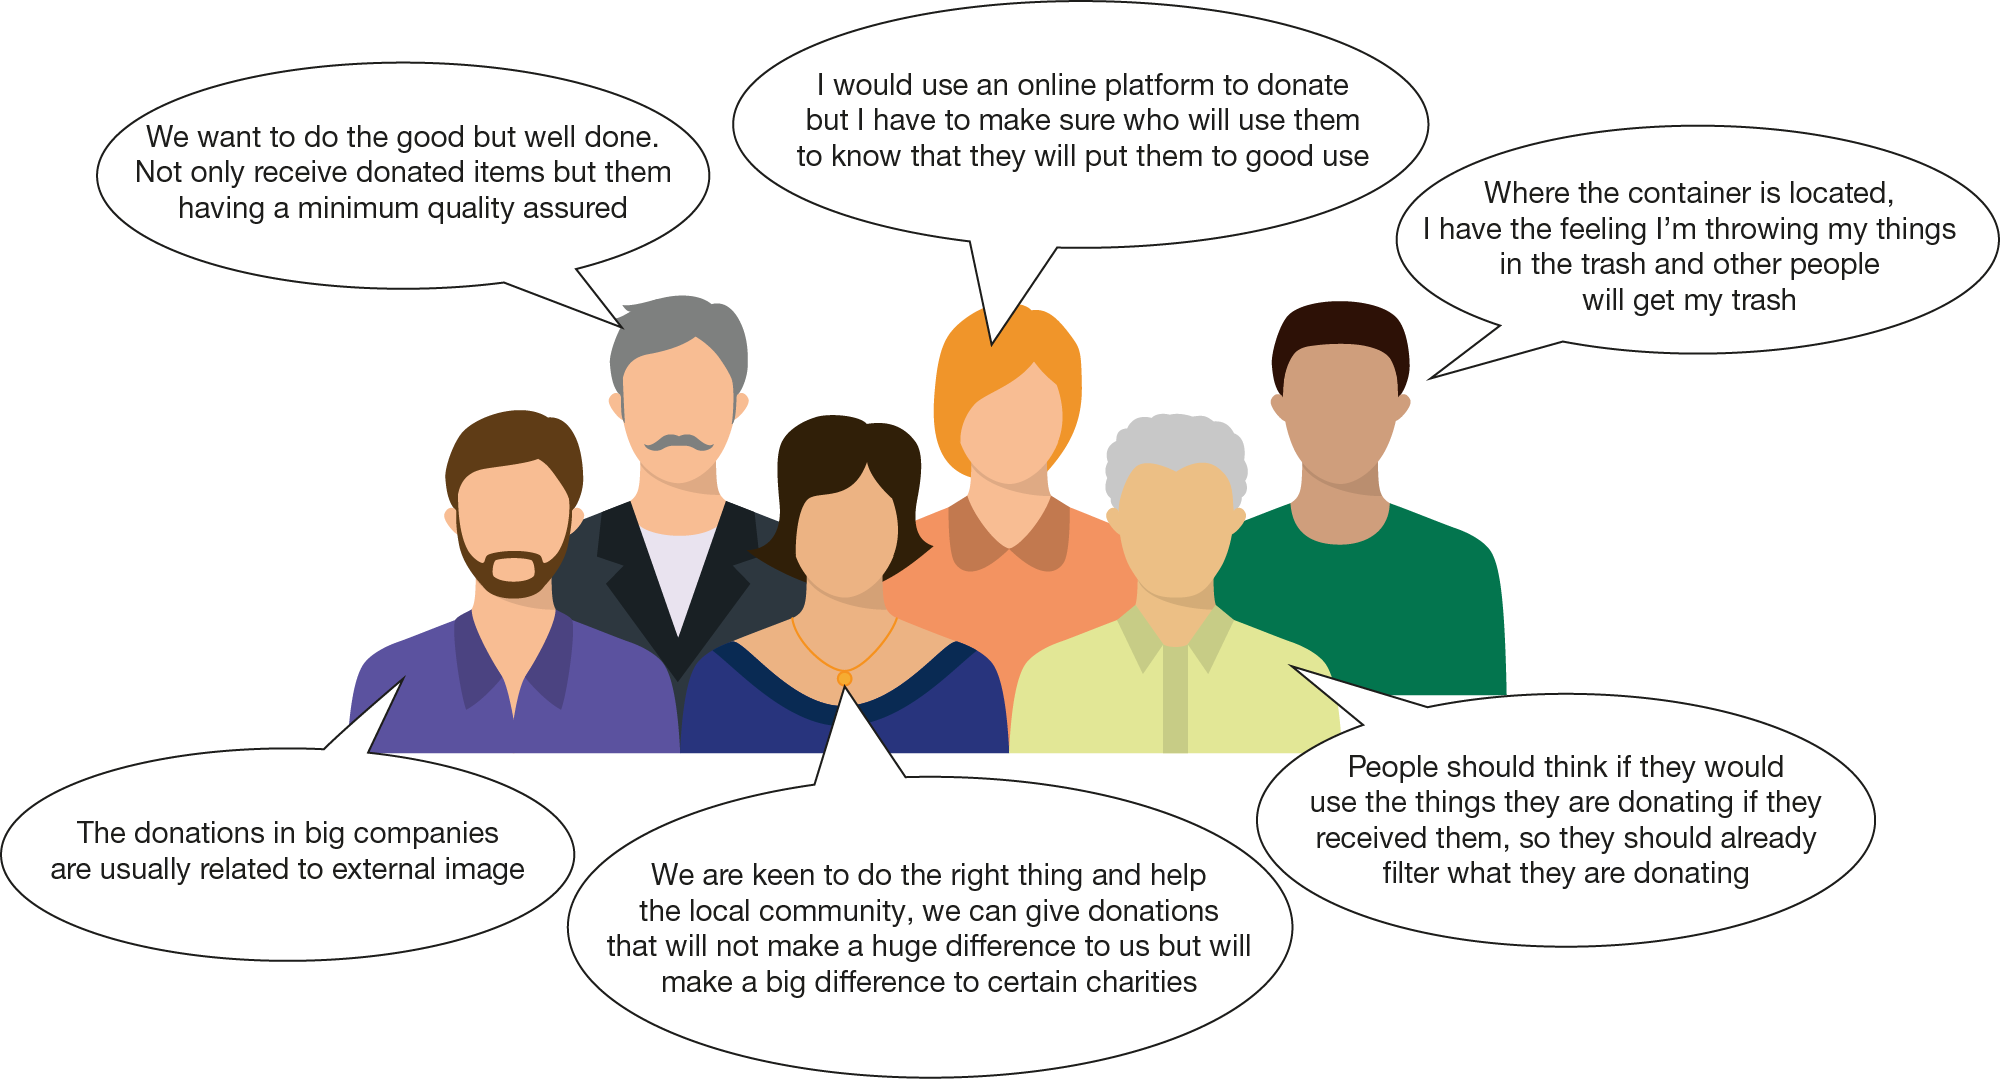 We want to do the good but well done.
Not only receive donated items but them
having a minimum quality assured
I would use an online platform to donate
but I have to make sure who will use them
to know that they will put them to good use
Where the container is located,
I have the feeling I'm throwing my things
in the trash and other people
will get my trash
The donations in big companies
are usually related to external image
We are keen to do the right thing and help
the local community, we can give donations
that will not make a huge difference to us but will
make a big difference to certain charities
People should think if they would
use the things they are donating if they
received them, so they should already
filter what they are donating